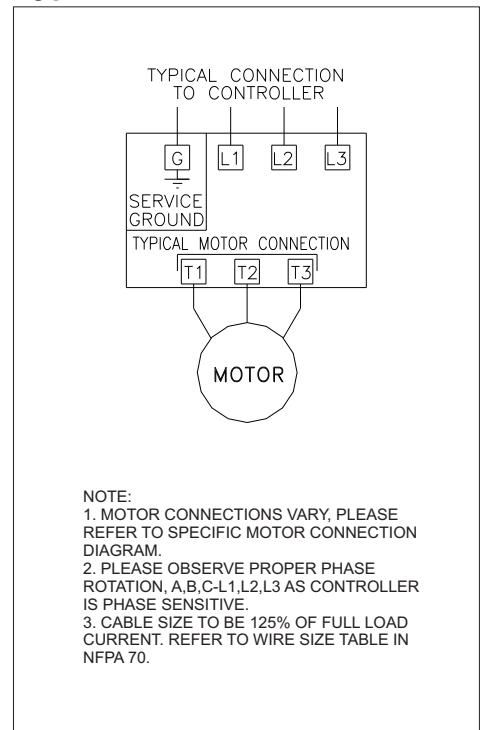 TYPICAL CONNECTION
TO CONTROLLER
G L1 L2 L3
SERVICE
GROUND
TYPICAL MOTOR CONNECTION
T1 T2 T3
MOTOR
NOTE:
1. MOTOR CONNECTIONS VARY, PLEASE
REFER TO SPECIFIC MOTOR CONNECTION
DIAGRAM.
2. PLEASE OBSERVE PROPER PHASE
ROTATION, A,B,C-L1,L2,L3 AS CONTROLLER
IS PHASE SENSITIVE.
3. CABLE SIZE TO BE 125% OF FULL LOAD
CURRENT. REFER TO WIRE SIZE TABLE IN
NFPA 70.